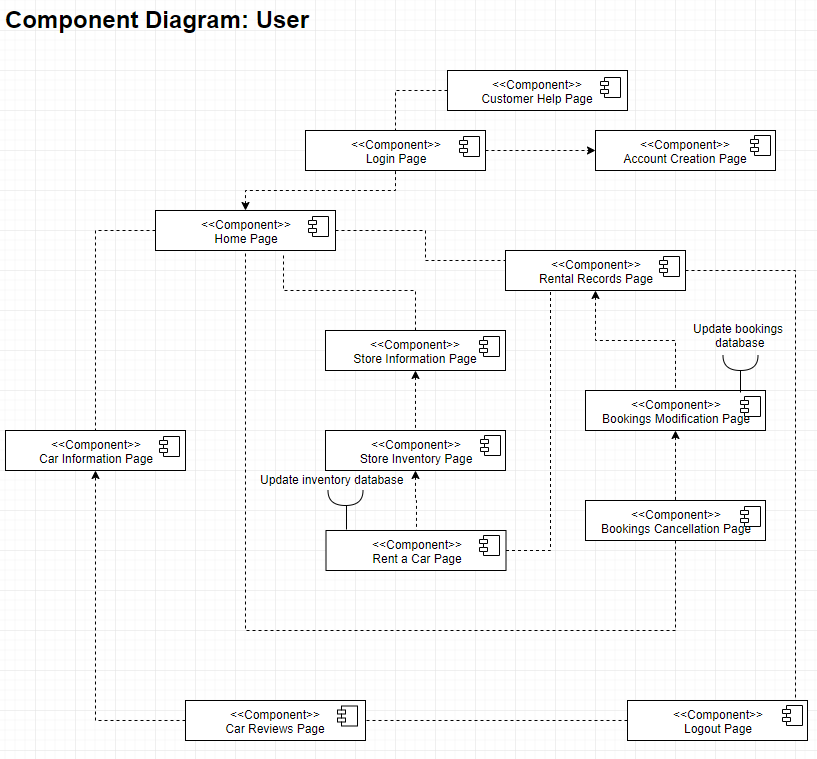 Component Diagram: User
<<Component>>
Customer Help Page
<<Component>>
Login Page
<<Component>>
Account Creation Page
<<Component>>
Home Page
<<Component>>
Rental Records Page
Update bookings
database
<<Component>>
Store Information Page
<<Component>>
Bookings Modification Page
<<Component>>
Car Information Page
<<Component>>
Store Inventory Page
Update inventory database
<<Component>>
Bookings Cancellation Page
<<Component>>
Rent a Car Page
<<Component>>
Car Reviews Page
<<Component>>
Logout Page